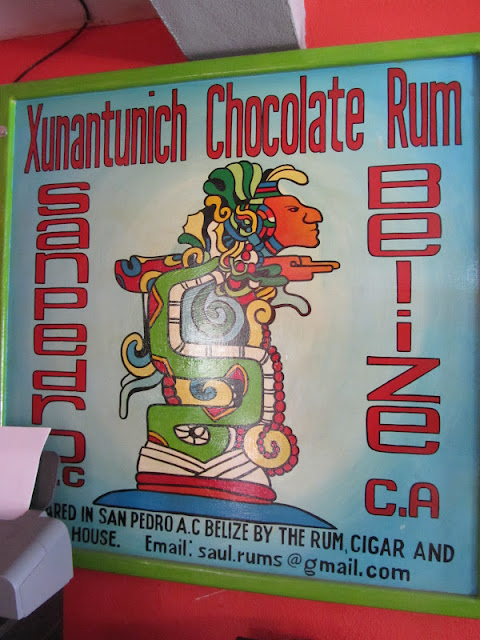 Xunantunich Chocolate Rum
San Pedro
.C
Belize
C.A
ARED IN SAN PEDRO A.C BELIZE BY THE RUM, CIGAR AND
HOUSE. Email: saul.rums@gmail.com